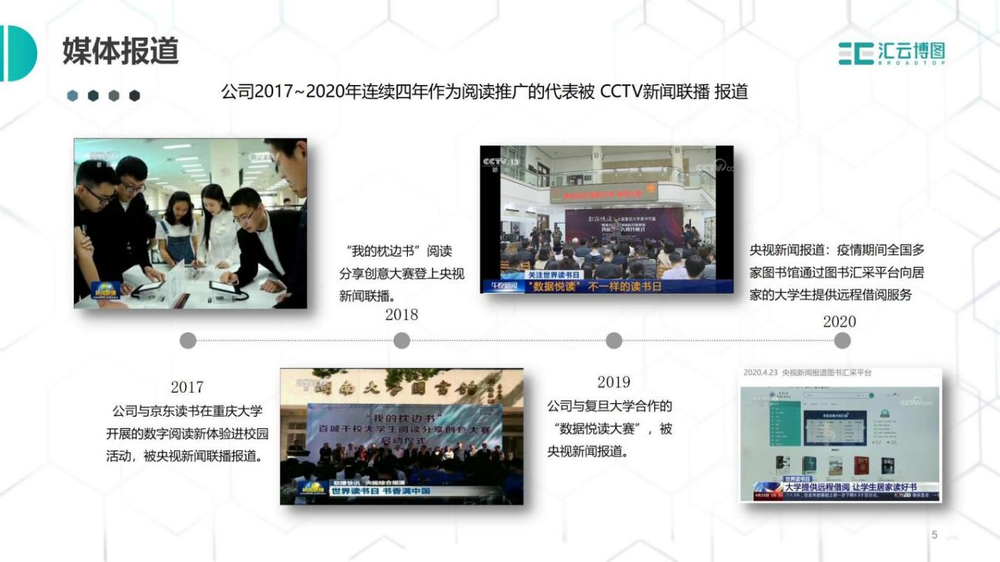 媒体报道
汇云博图
BROADTOP
公司2017~2020年连续四年作为阅读推广的代表被 CCTV新闻联播 报道
新闻联播
2017
公司与京东读书在重庆大学
开展的数字阅读新体验进校园
活动，被央视新闻联播报道。
“我的枕边书”阅读
分享创意大赛登上央视
新闻联播。
2018
湖南大学图书馆
“我的枕边书”
百城千校大学生阅读分享创意大赛
启动仪式
联播快讯 央视综合报道
新闻联播
世界读书日 书香满中国
CCTV 13
新闻
数据悦读
关注世界读书日
午夜新闻
"数据悦读" 不一样的读书日
2019
公司与复旦大学合作的
“数据悦读大赛”，被
央视新闻报道。
央视新闻报道：疫情期间全国多
家图书馆通过图书汇采平台向居
家的大学生提供远程借阅服务
2020
2020.4.23 央视新闻报道图书汇采平台
CCTV.com
世界读书日
大学提供远程借阅 让学生居家读好书
5